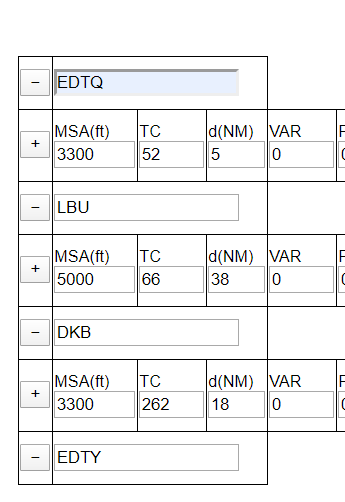 − EDTQ
MSA(ft) TC d(NM) VAR
+ 3300 52 5 0
− LBU
MSA(ft) TC d(NM) VAR
+ 5000 66 38 0
− DKB
MSA(ft) TC d(NM) VAR
+ 3300 262 18 0
− EDTY